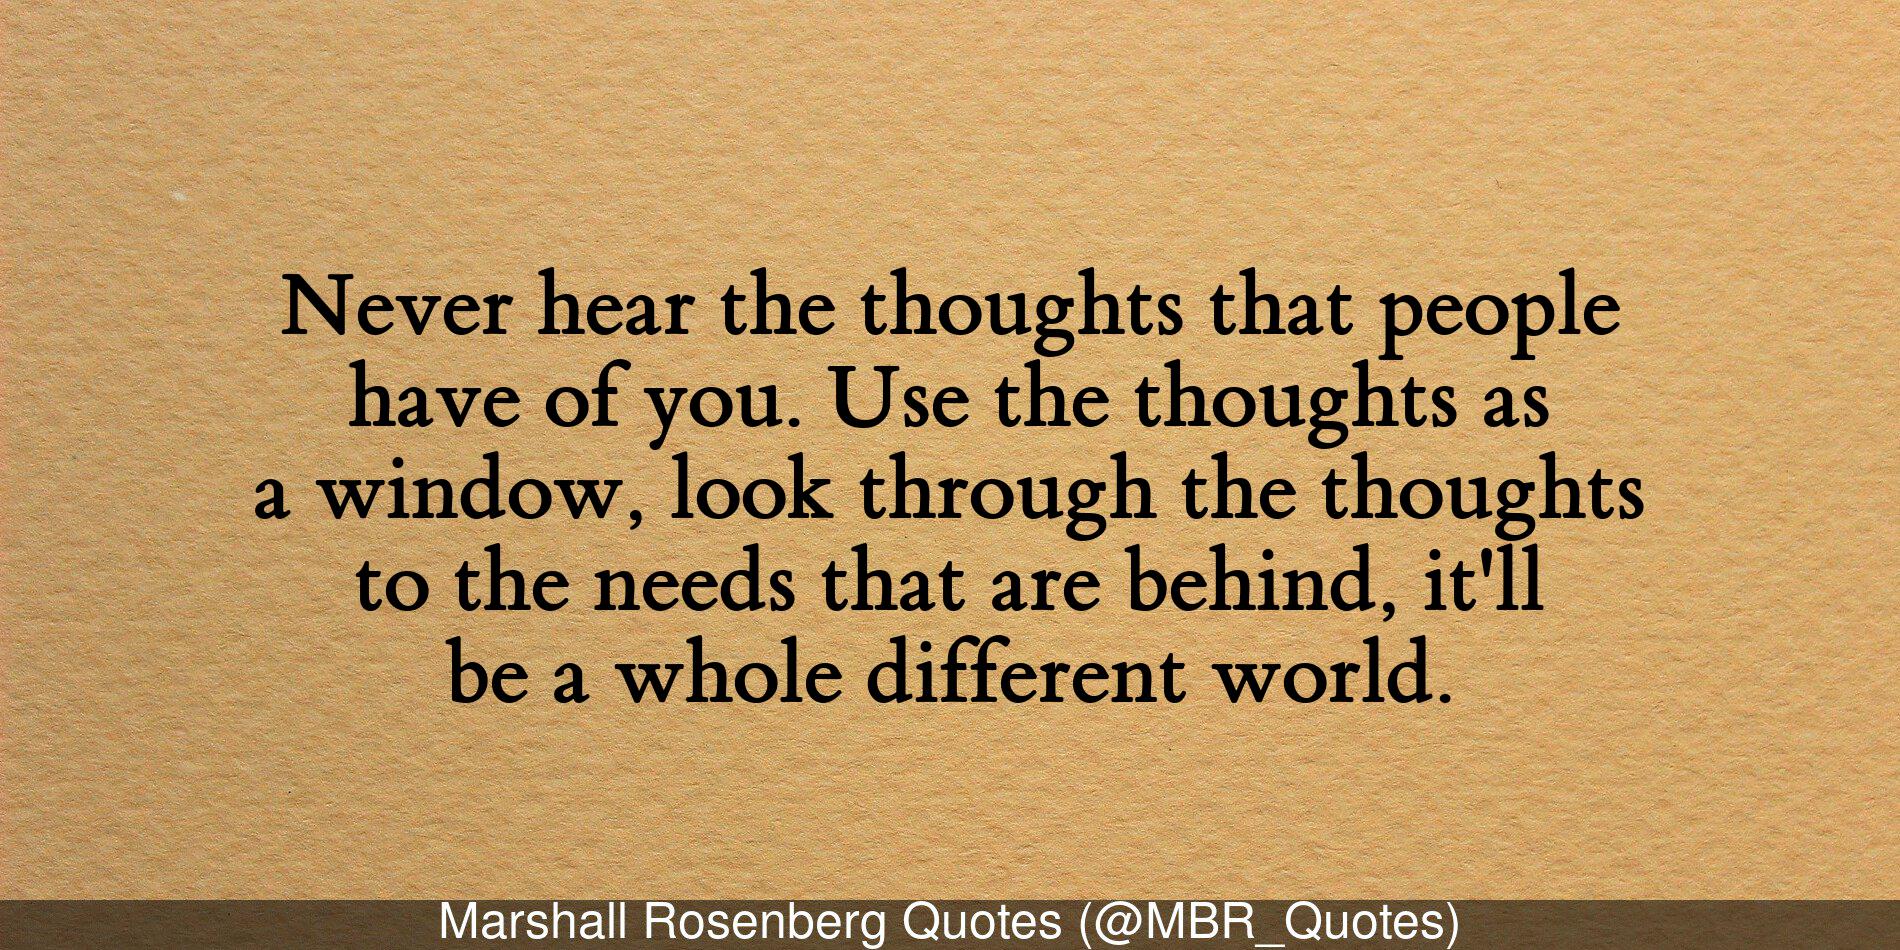 Never hear the thoughts that people
have of you. Use the thoughts as
a window, look through the thoughts
to the needs that are behind, it'll
be a whole different world.
Marshall Rosenberg Quotes (@MBR_Quotes)